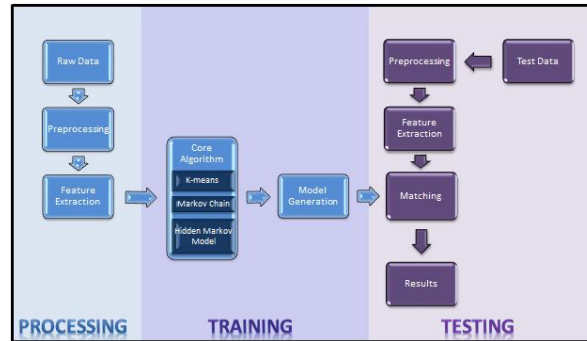 Raw Data
Preprocessing
Feature
Extraction
Core
Algorithm
K-means
Markov Chain
Hidden Markov
Model
Model
Generation
Preprocessing
Test Data
Feature
Extraction
Matching
Results
PROCESSING
TRAINING
TESTING